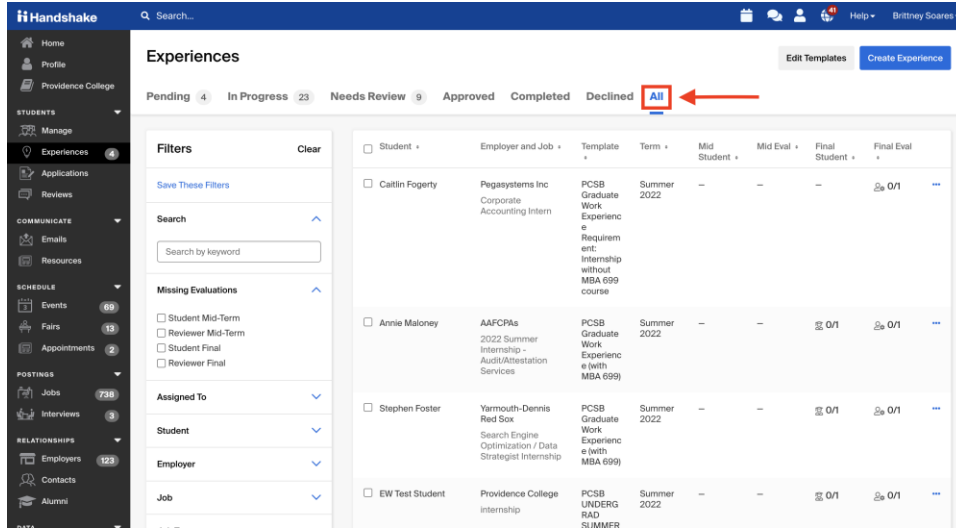 Handshake
Search...
41
Help
Brittney Soares
Home
Profile
Providence College
STUDENTS
Manage
Experiences 4
Applications
Reviews
COMMUNICATE
Emails
Resources
SCHEDULE
3 Events 69
Fairs 13
Appointments 2
POSTINGS
Jobs 738
Interviews 3
RELATIONSHIPS
Employers 123
Contacts
Alumni
Experiences
Edit Templates
Create Experience
Pending 4 In Progress 23 Needs Review 9 Approved Completed Declined All
Filters Clear
Save These Filters
Search
Search by keyword
Missing Evaluations
Student Mid-Term
Reviewer Mid-Term
Student Final
Reviewer Final
Assigned To
Student
Employer
Job
Student Employer and Job Template Term Mid Student Mid Eval Final Student Final Eval
Caitlin Fogerty
Pegasystems Inc
Corporate
Accounting Intern
PCSB
Graduate
Work
Experienc
e
Requirem
ent:
Internship
without
MBA 699
course
Summer
2022
–
–
–
0/1
...
Annie Maloney
AAFCPAs
2022 Summer
Internship -
Audit/Attestation
Services
PCSB
Graduate
Work
Experienc
e (with
MBA 699)
Summer
2022
–
–
0/1
0/1
...
Stephen Foster
Yarmouth-Dennis
Red Sox
Search Engine
Optimization / Data
Strategist Internship
PCSB
Graduate
Work
Experienc
e (with
MBA 699)
Summer
2022
–
–
0/1
0/1
...
EW Test Student
Providence College
internship
PCSB
UNDERG
RAD
SUMMER
Summer
2022
–
–
0/1
0/1
...